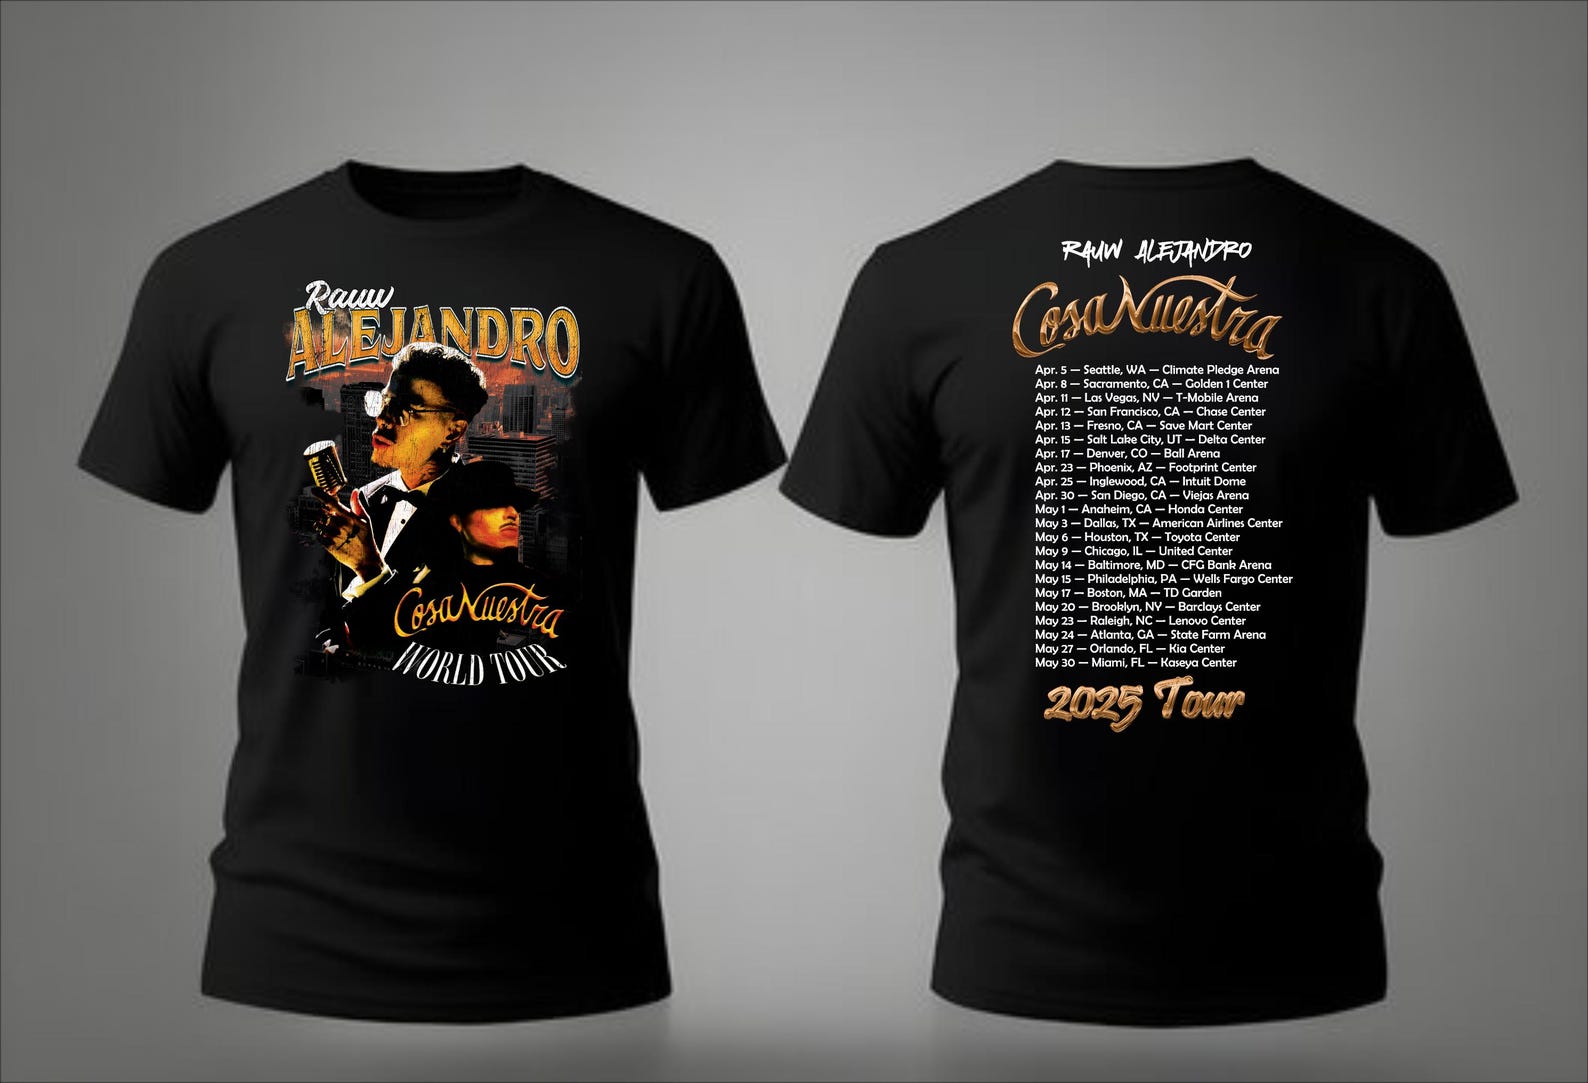 Rauw
ALEJANDRO
Cosa Nuestra
WORLD TOUR
RAUW ALEJANDRO
Cosa Nuestra
Apr. 5 — Seattle, WA — Climate Pledge Arena
Apr. 8 — Sacramento, CA — Golden 1 Center
Apr. 11 — Las Vegas, NV — T-Mobile Arena
Apr. 12 — San Francisco, CA — Chase Center
Apr. 13 — Fresno, CA — Save Mart Center
Apr. 15 — Salt Lake City, UT — Delta Center
Apr. 17 — Denver, CO — Ball Arena
Apr. 23 — Phoenix, AZ — Footprint Center
Apr. 25 — Inglewood, CA — Intuit Dome
Apr. 30 — San Diego, CA — Viejas Arena
May 1 — Anaheim, CA — Honda Center
May 3 — Dallas, TX — American Airlines Center
May 6 — Houston, TX — Toyota Center
May 9 — Chicago, IL — United Center
May 14 — Baltimore, MD — CFG Bank Arena
May 15 — Philadelphia, PA — Wells Fargo Center
May 17 — Boston, MA — TD Garden
May 20 — Brooklyn, NY — Barclays Center
May 23 — Raleigh, NC — Lenovo Center
May 24 — Atlanta, GA — State Farm Arena
May 27 — Orlando, FL — Kia Center
May 30 — Miami, FL — Kaseya Center
2025 Tour